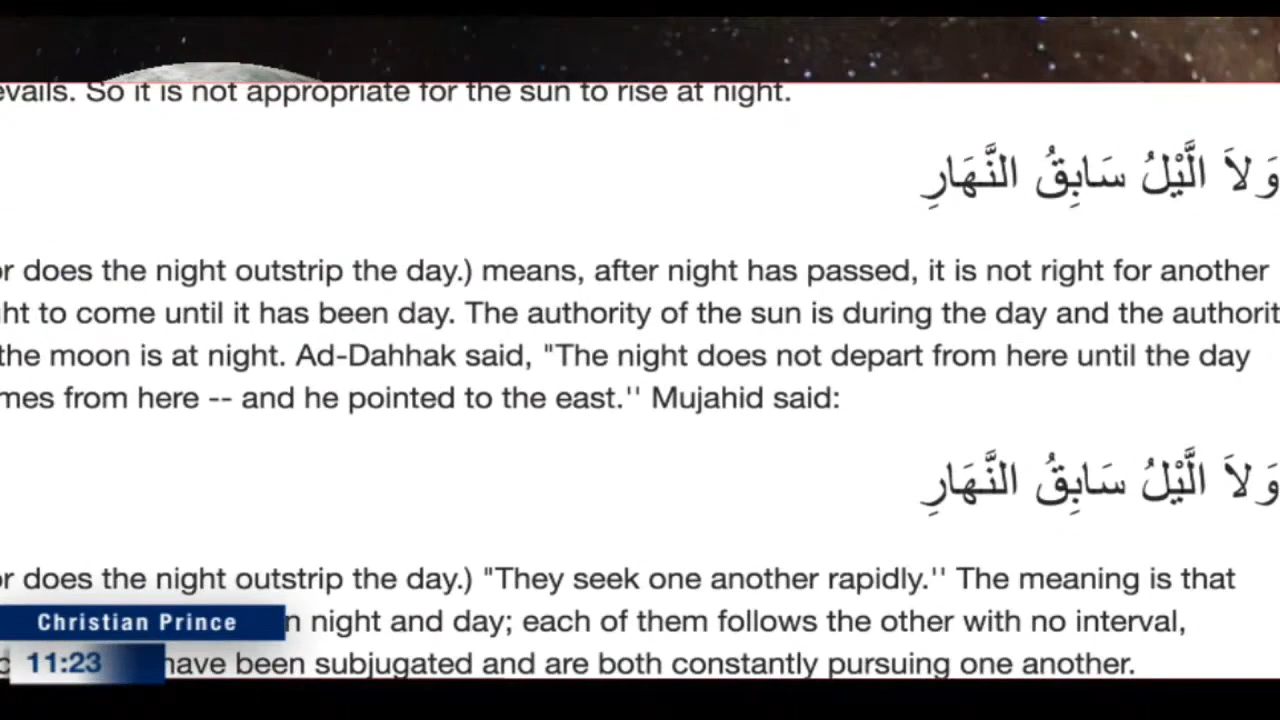 So it is not appropriate for the sun to rise at night.
وَلاَ الَّيْلُ سَابِقُ النَّهَارِ
does the night outstrip the day.) means, after night has passed, it is not right for another
to come until it has been day. The authority of the sun is during the day and the
the moon is at night. Ad-Dahhak said, "The night does not depart from here until the day
from here -- and he pointed to the east.'' Mujahid said:
وَلاَ الَّيْلُ سَابِقُ النَّهَارِ
does the night outstrip the day.) "They seek one another rapidly.'' The meaning is that
Christian Prince
night and day; each of them follows the other with no interval,
11:23
have been subjugated and are both constantly pursuing one another.